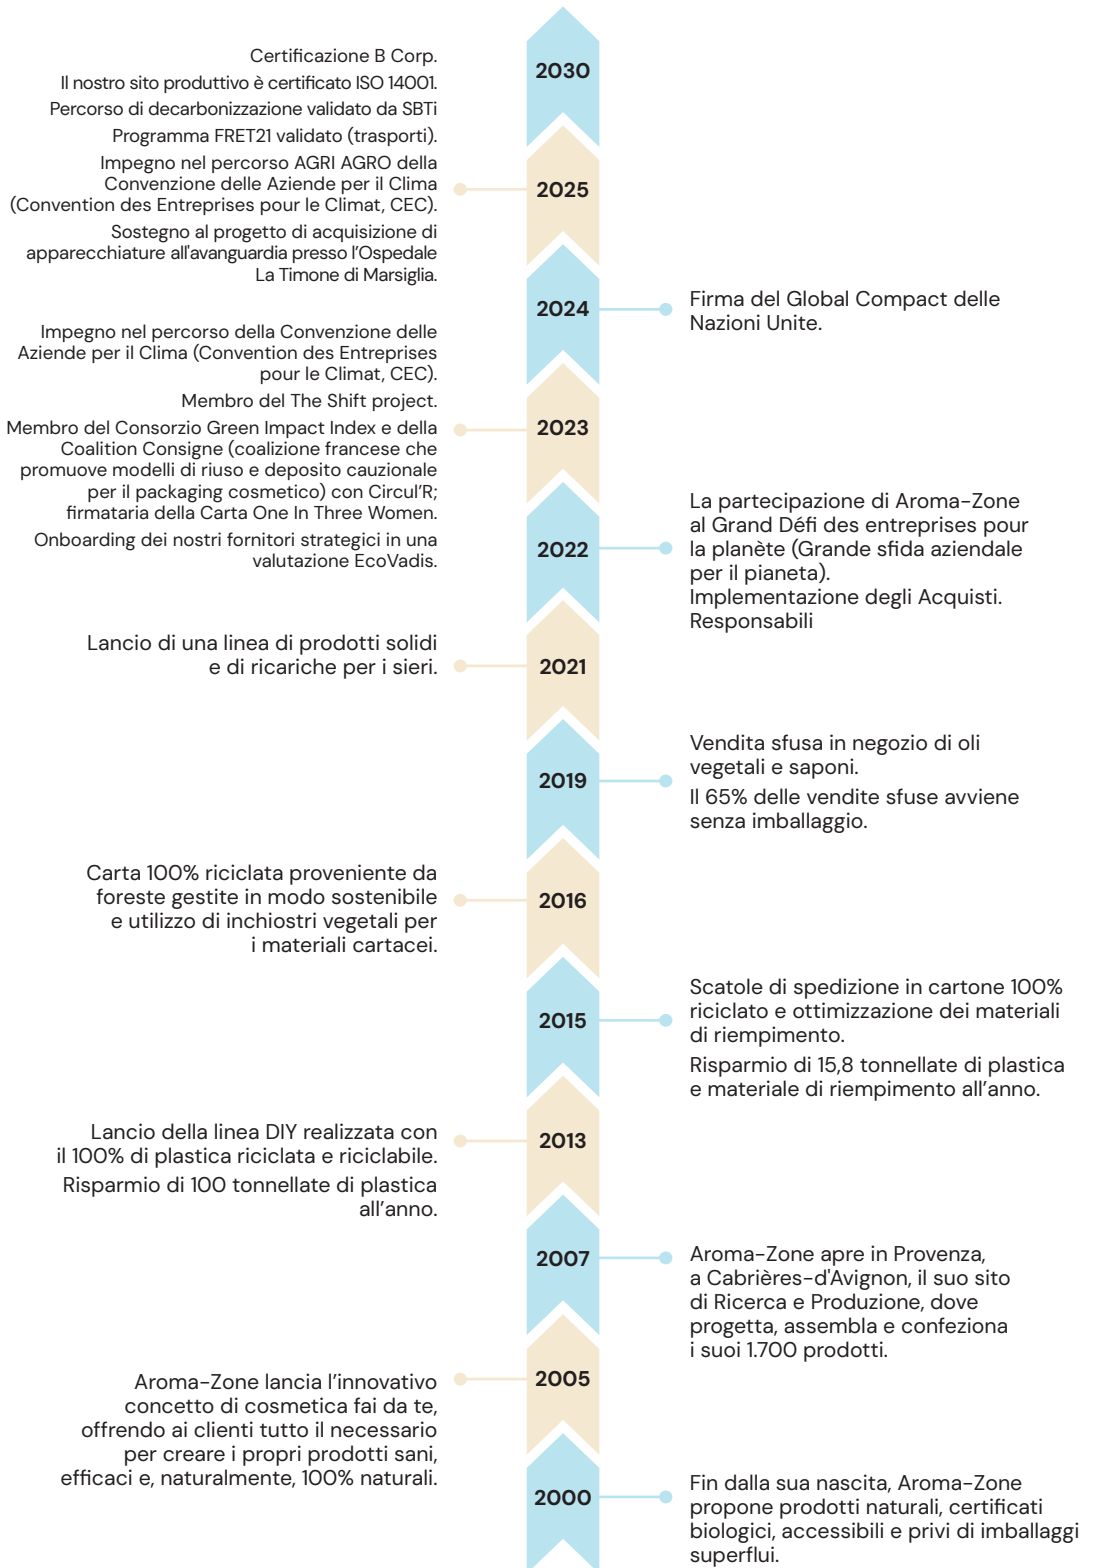 2030
Certificazione B Corp.
Il nostro sito produttivo è certificato ISO 14001.
Percorso di decarbonizzazione validato da SBTi
Programma FRET21 validato (trasporti).
Impegno nel percorso AGRI AGRO della
Convenzione delle Aziende per il Clima
(Convention des Entreprises pour le Climat, CEC).
Sostegno al progetto di acquisizione di
apparecchiature all'avanguardia presso l'Ospedale
La Timone di Marsiglia.
2025
2024
Firma del Global Compact delle
Nazioni Unite.
Impegno nel percorso della Convenzione delle
Aziende per il Clima (Convention des Entreprises
pour le Climat, CEC).
Membro del The Shift project.
Membro del Consorzio Green Impact Index e della
Coalition Consigne (coalizione francese che
promuove modelli di riuso e deposito cauzionale
per il packaging cosmetico) con Circul'R;
firmataria della Carta One In Three Women.
Onboarding dei nostri fornitori strategici in una
valutazione EcoVadis.
2023
2022
La partecipazione di Aroma-Zone
al Grand Défi des entreprises pour
la planète (Grande sfida aziendale
per il pianeta).
Implementazione degli Acquisti.
Responsabili
Lancio di una linea di prodotti solidi
e di ricariche per i sieri.
2021
2019
Vendita sfusa in negozio di oli
vegetali e saponi.
Il 65% delle vendite sfuse avviene
senza imballaggio.
Carta 100% riciclata proveniente da
foreste gestite in modo sostenibile
e utilizzo di inchiostri vegetali per
i materiali cartacei.
2016
2015
Scatole di spedizione in cartone 100%
riciclato e ottimizzazione dei materiali
di riempimento.
Risparmio di 15,8 tonnellate di plastica
e materiale di riempimento all'anno.
Lancio della linea DIY realizzata con
il 100% di plastica riciclata e riciclabile.
Risparmio di 100 tonnellate di plastica
all'anno.
2013
2007
Aroma-Zone apre in Provenza,
a Cabrières-d'Avignon, il suo sito
di Ricerca e Produzione, dove
progetta, assembla e confeziona
i suoi 1.700 prodotti.
Aroma-Zone lancia l'innovativo
concetto di cosmetica fai da te,
offrendo ai clienti tutto il necessario
per creare i propri prodotti sani,
efficaci e, naturalmente, 100% naturali.
2005
2000
Fin dalla sua nascita, Aroma-Zone
propone prodotti naturali, certificati
biologici, accessibili e privi di imballaggi
superflui.